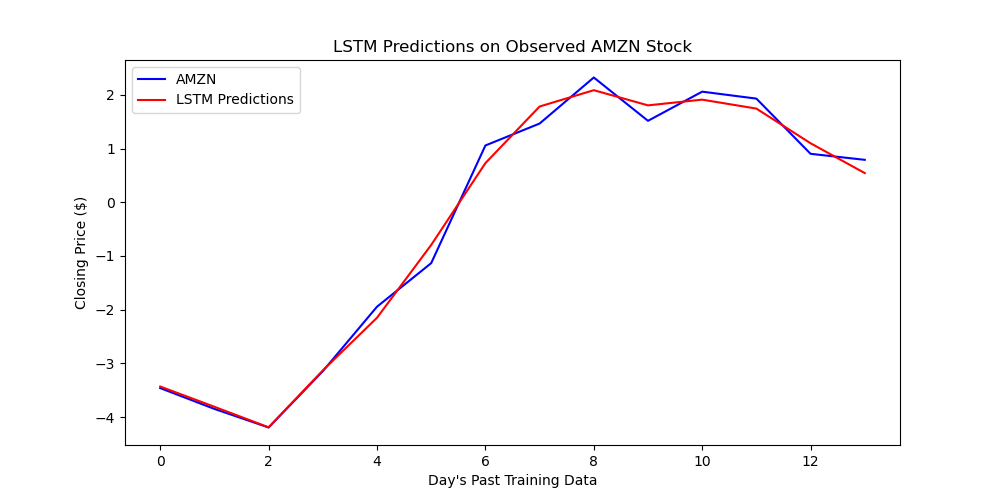 LSTM Predictions on Observed AMZN Stock
AMZN
LSTM Predictions
2
1
0
−1
−2
−3
−4
Closing Price ($)
0 2 4 6 8 10 12
Day's Past Training Data